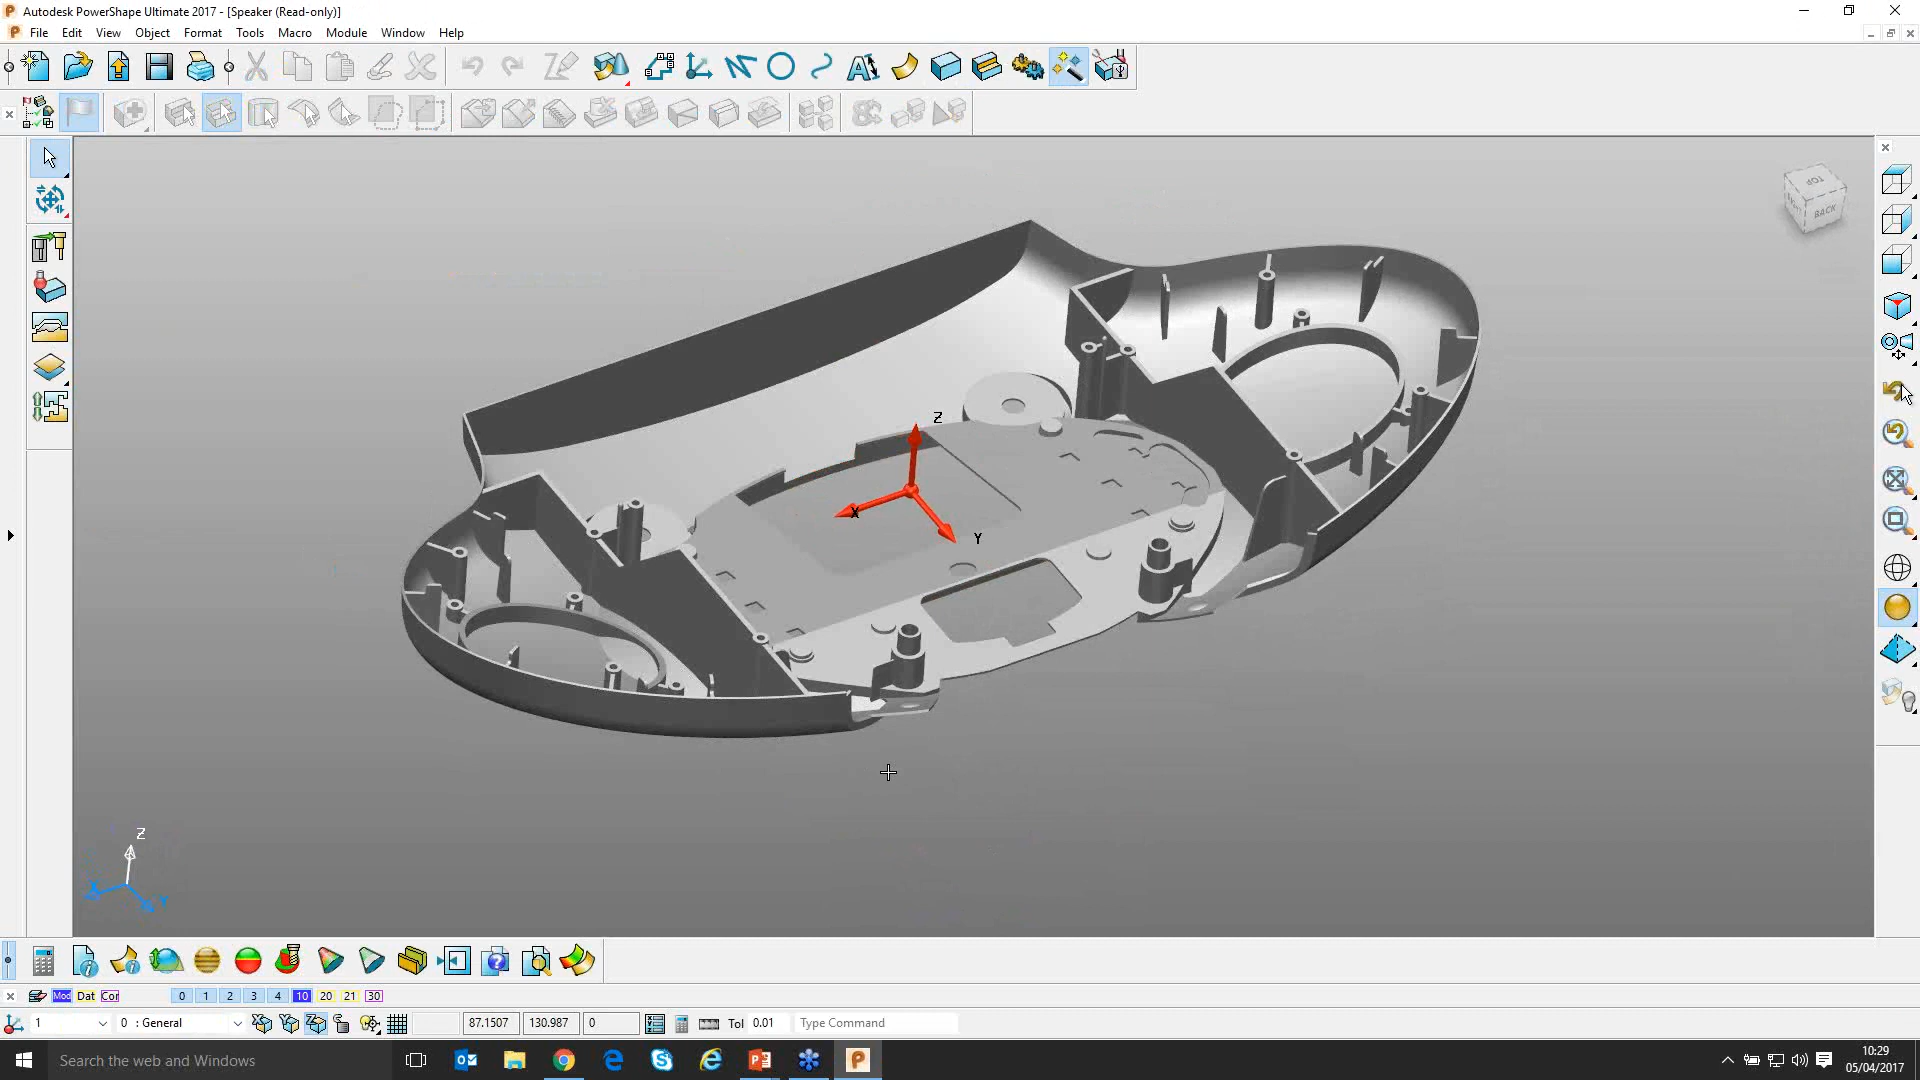 Autodesk PowerShape Ultimate 2017 - [Speaker (Read-only)]
File Edit View Object Format Tools Macro Module Window Help
TOP
BACK
Z
X
Y
Z
X
Y
Mod Dat Cor 0 1 2 3 4 10 20 21 30
1 0 : General 87.1507 130.987 0 Tol 0.01 Type Command
Search the web and Windows
10:29
05/04/2017